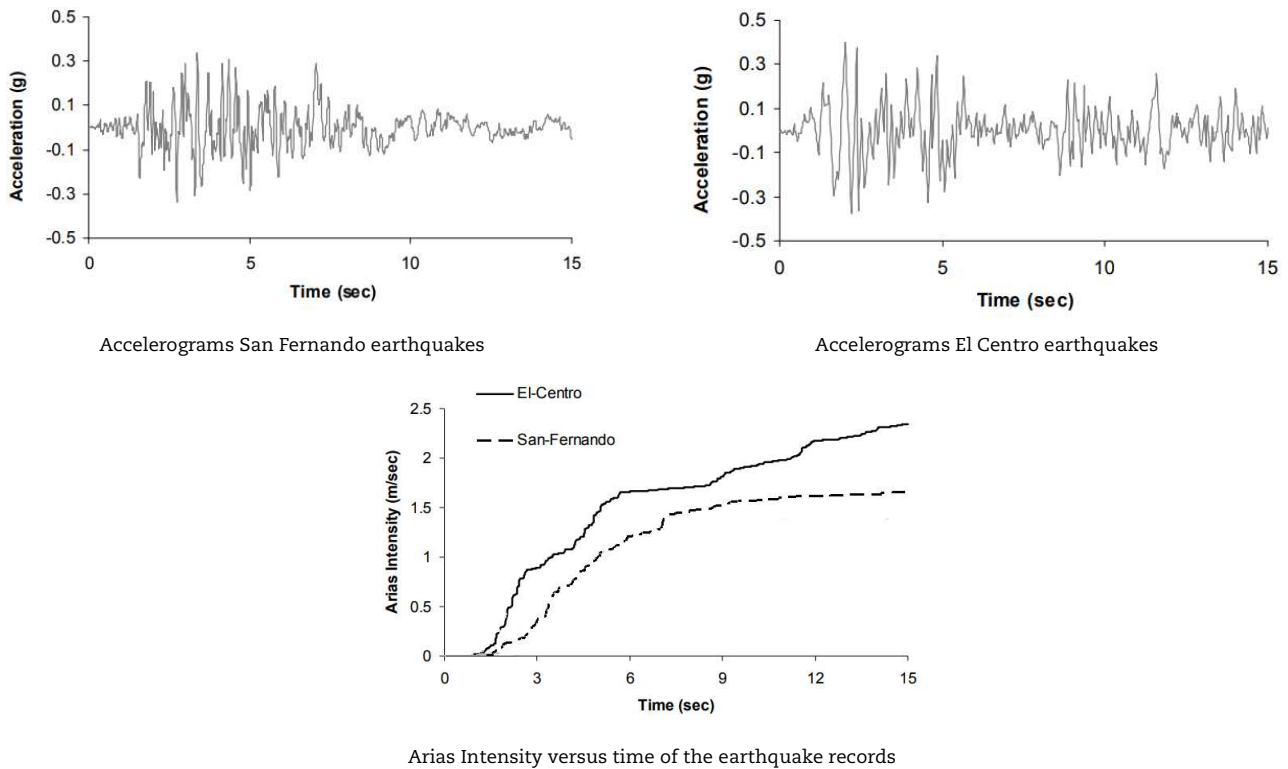 0.5
0.3
0.1
-0.1
-0.3
-0.5
Acceleration (g)
0 5 10 15
Time (sec)
Accelerograms San Fernando earthquakes
0.5
0.3
0.1
-0.1
-0.3
-0.5
Acceleration (g)
0 5 10 15
Time (sec)
Accelerograms El Centro earthquakes
El-Centro
San-Fernando
2.5
2
1.5
1
0.5
0
Arias Intensity (m/sec)
0 3 6 9 12 15
Time (sec)
Arias Intensity versus time of the earthquake records